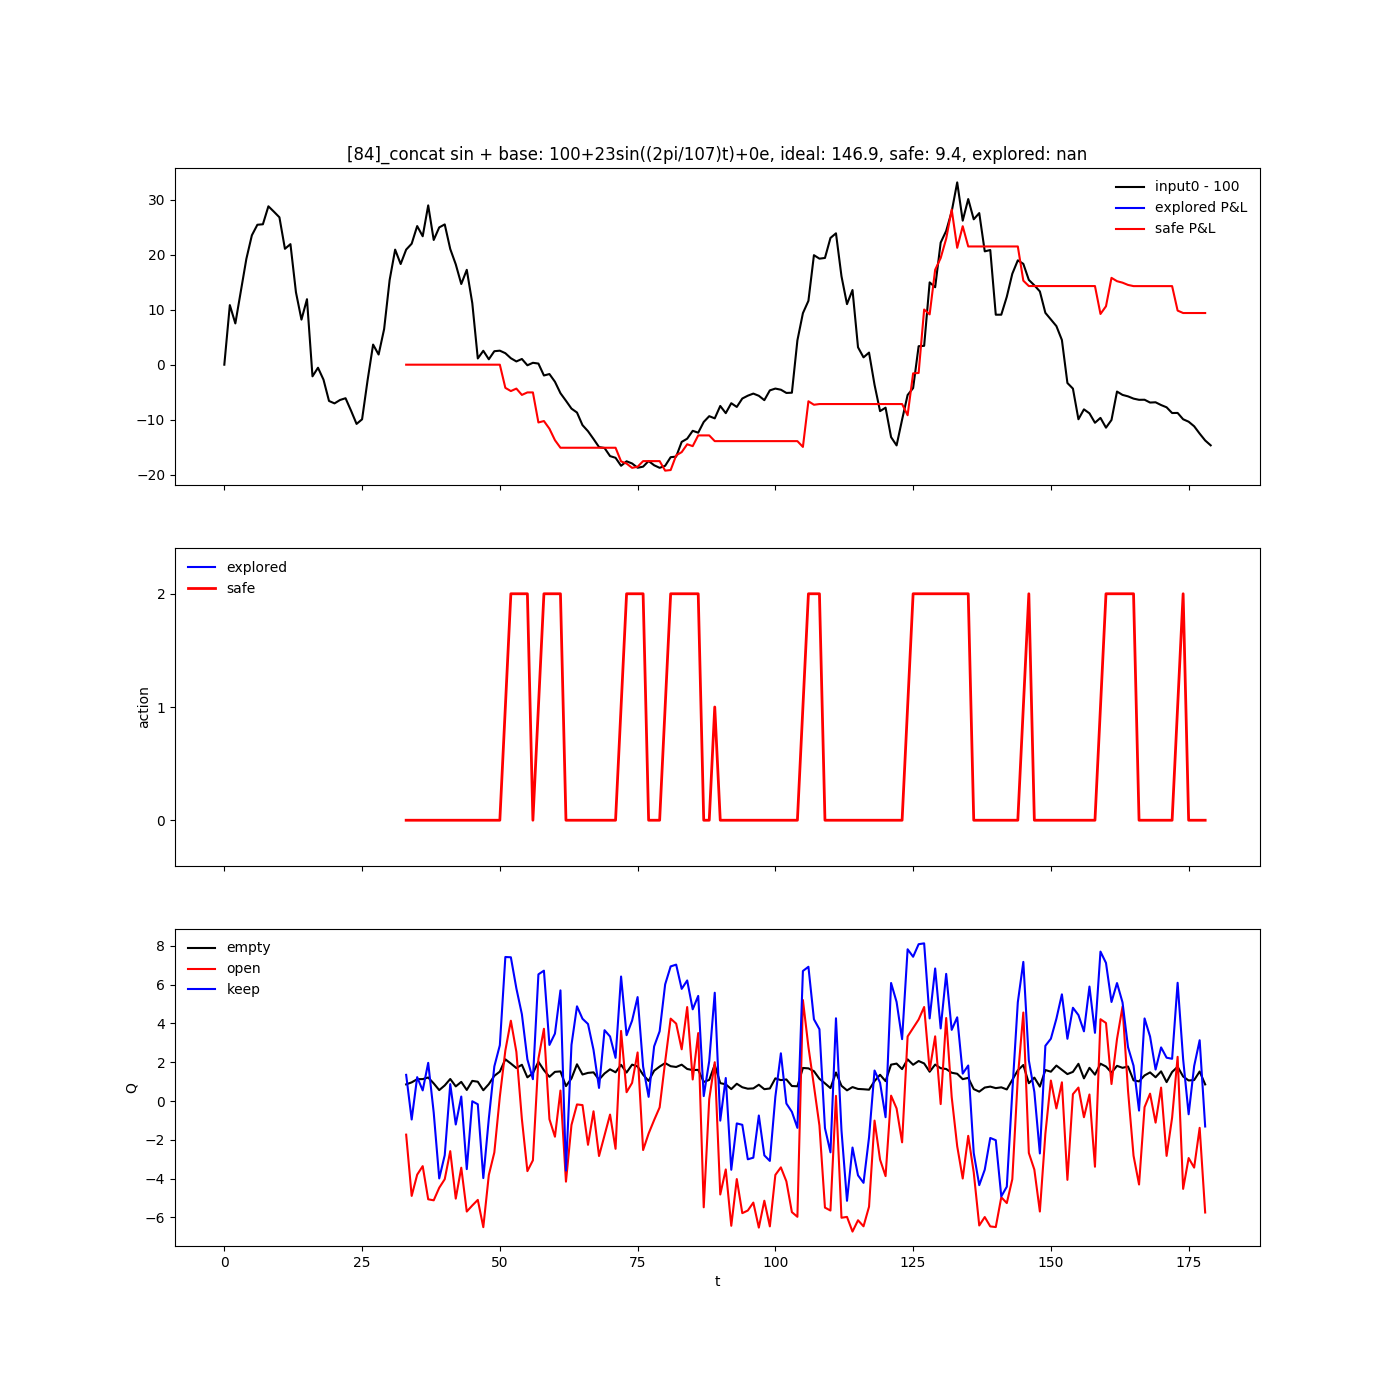 [84]_concat sin + base: 100+23sin((2pi/107)t)+0e, ideal: 146.9, safe: 9.4, explored: nan
30
20
10
0
−10
−20
input0 - 100
explored P&L
safe P&L
2
1
0
action
explored
safe
8
6
4
2
0
−2
−4
−6
Q
empty
open
keep
0 25 50 75 100 125 150 175
t